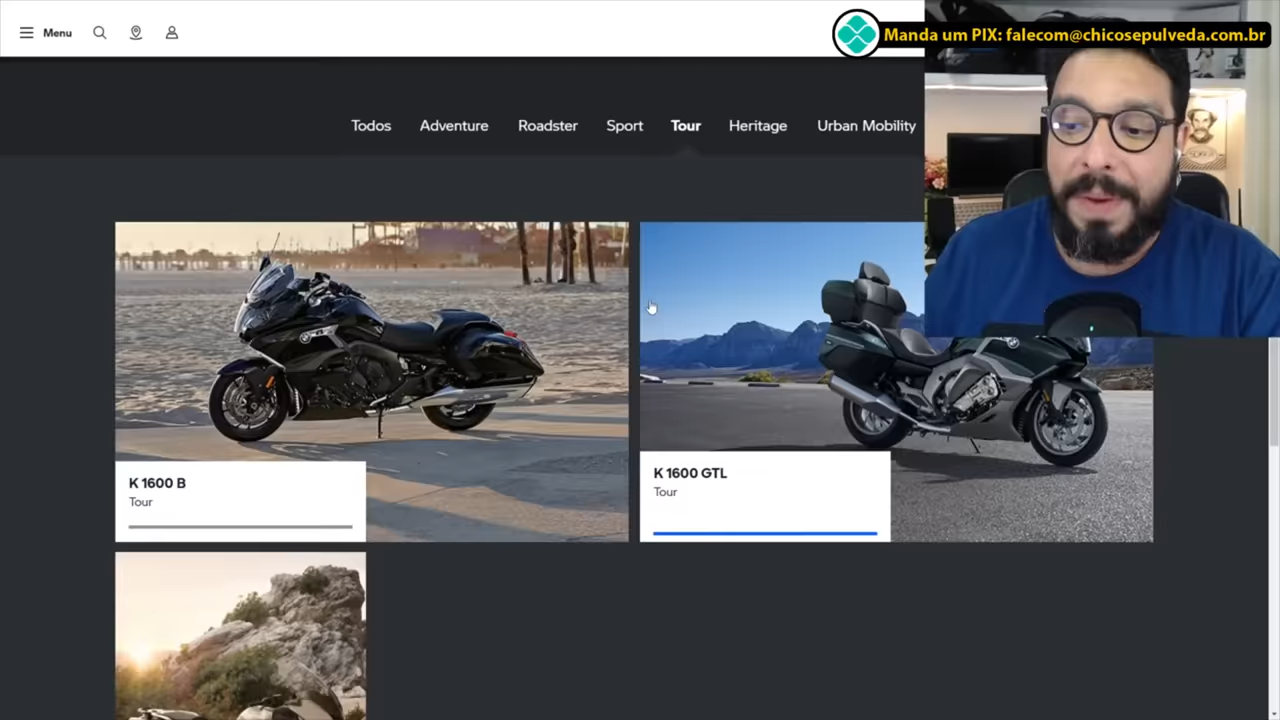 Menu
Manda um PIX: falecom@chicosepulveda.com.br
Todos Adventure Roadster Sport Tour Heritage Urban Mobility
K 1600 B
Tour
K 1600 GTL
Tour